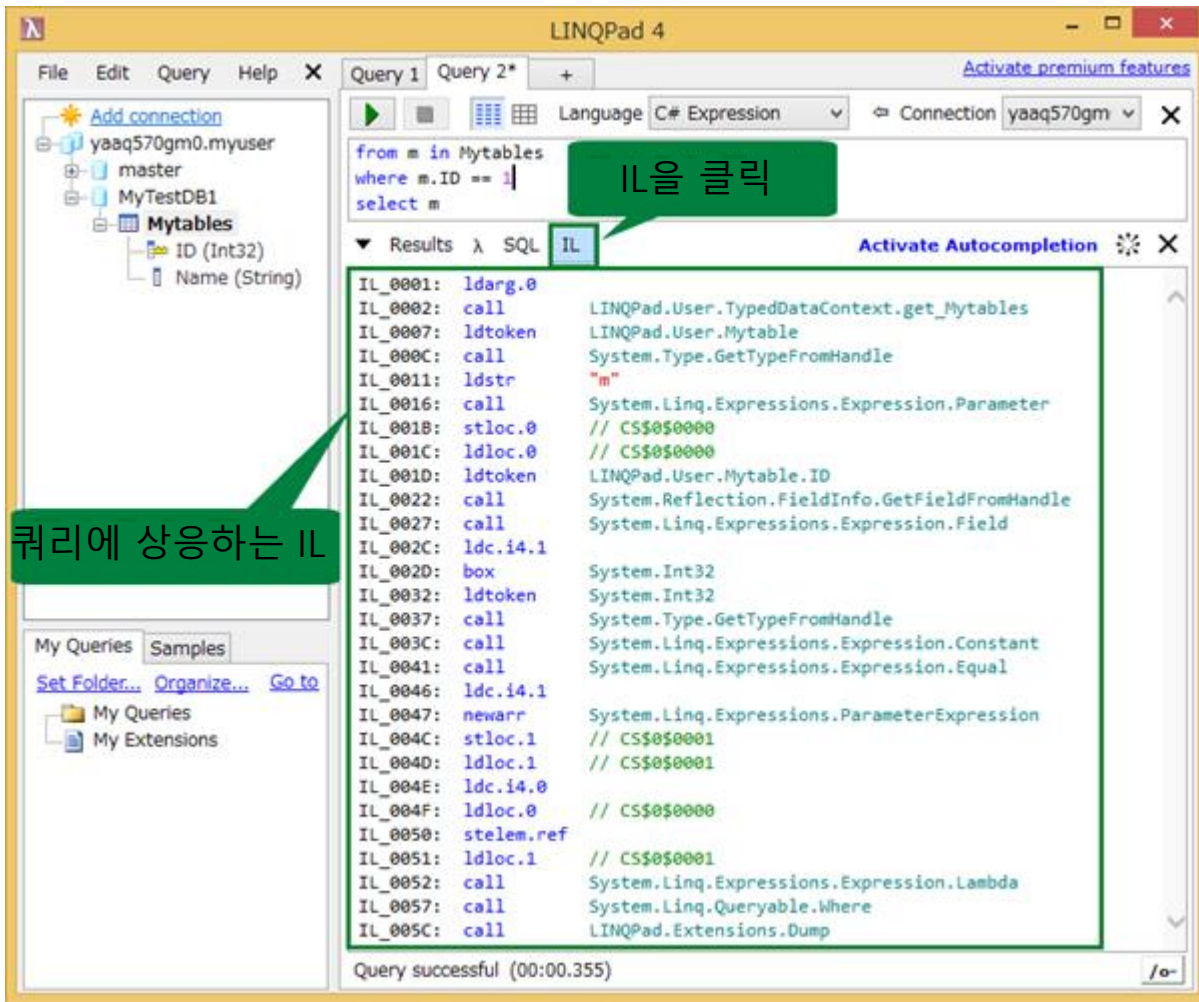 LINQPad 4
File Edit Query Help
Add connection
yaaq570gm0.myuser
master
MyTestDB1
Mytables
ID (Int32)
Name (String)
쿼리에 상응하는 IL
My Queries Samples
Set Folder... Organize... Go to
My Queries
My Extensions
Query 1 Query 2* +
Activate premium features
Language C# Expression Connection yaaq570gm
from m in Mytables
where m.ID == 1
select m
IL을 클릭
Results λ SQL IL Activate Autocompletion
IL_0001: ldarg.0
IL_0002: call LINQPad.User.TypedDataContext.get_Mytables
IL_0007: ldtoken LINQPad.User.Mytable
IL_000C: call System.Type.GetTypeFromHandle
IL_0011: ldstr "m"
IL_0016: call System.Linq.Expressions.Expression.Parameter
IL_001B: stloc.0 // CS$0$0000
IL_001C: ldloc.0 // CS$0$0000
IL_001D: ldtoken LINQPad.User.Mytable.ID
IL_0022: call System.Reflection.FieldInfo.GetFieldFromHandle
IL_0027: call System.Linq.Expressions.Expression.Field
IL_002C: ldc.i4.1
IL_002D: box System.Int32
IL_0032: ldtoken System.Int32
IL_0037: call System.Type.GetTypeFromHandle
IL_003C: call System.Linq.Expressions.Expression.Constant
IL_0041: call System.Linq.Expressions.Expression.Equal
IL_0046: ldc.i4.1
IL_0047: newarr System.Linq.Expressions.ParameterExpression
IL_004C: stloc.1 // CS$0$0001
IL_004D: ldloc.1 // CS$0$0001
IL_004E: ldc.i4.0
IL_004F: ldloc.0 // CS$0$0000
IL_0050: stelem.ref
IL_0051: ldloc.1 // CS$0$0001
IL_0052: call System.Linq.Expressions.Expression.Lambda
IL_0057: call System.Linq.Queryable.Where
IL_005C: call LINQPad.Extensions.Dump
Query successful (00:00.355)
/o-